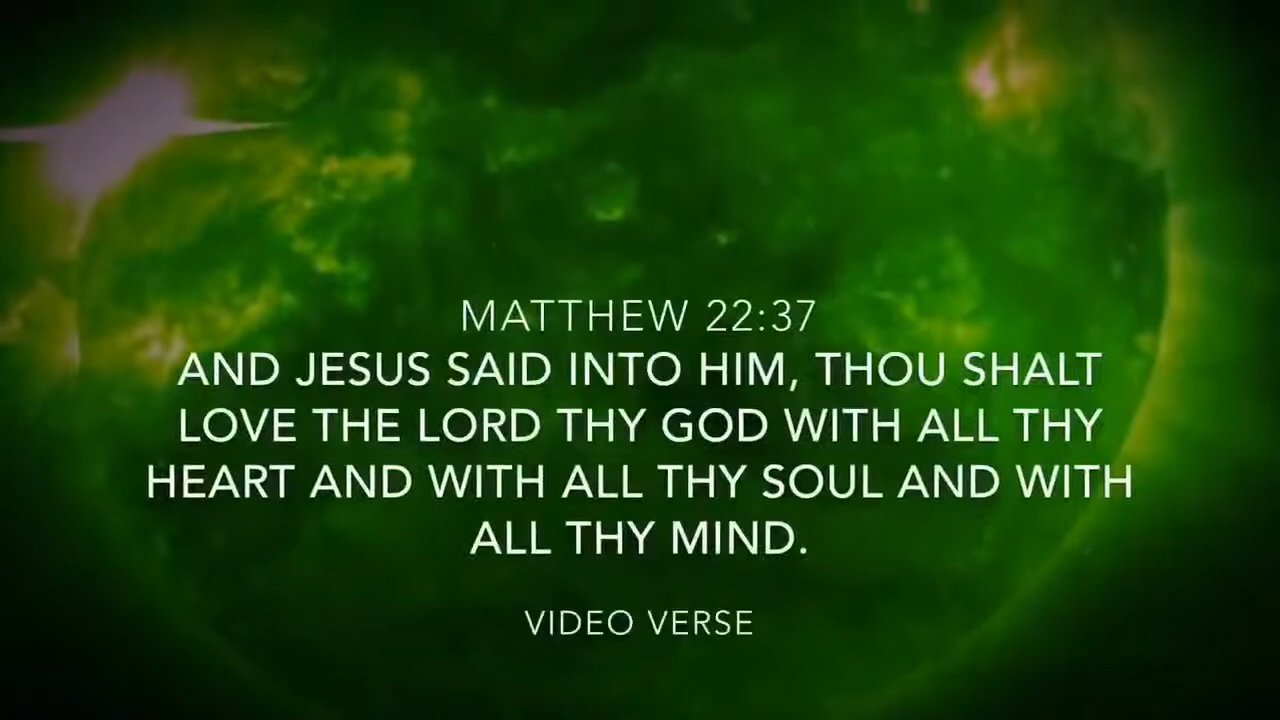 MATTHEW 22:37
AND JESUS SAID INTO HIM, THOU SHALT
LOVE THE LORD THY GOD WITH ALL THY
HEART AND WITH ALL THY SOUL AND WITH
ALL THY MIND.
VIDEO VERSE